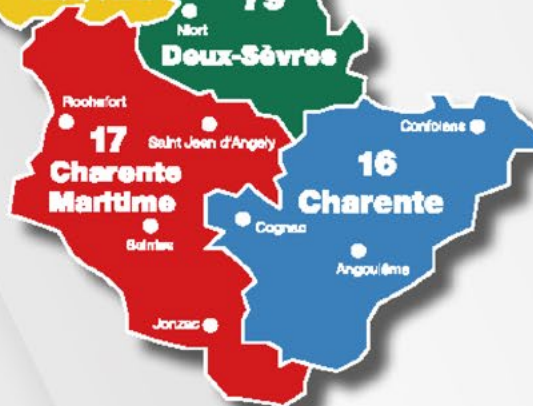 79
Niort
Deux-Sèvres
Rochefort
17
Saint Jean d'Angely
Charente
Maritime
Saintes
Jonzac
Confolens
16
Charente
Cognac
Angoulême